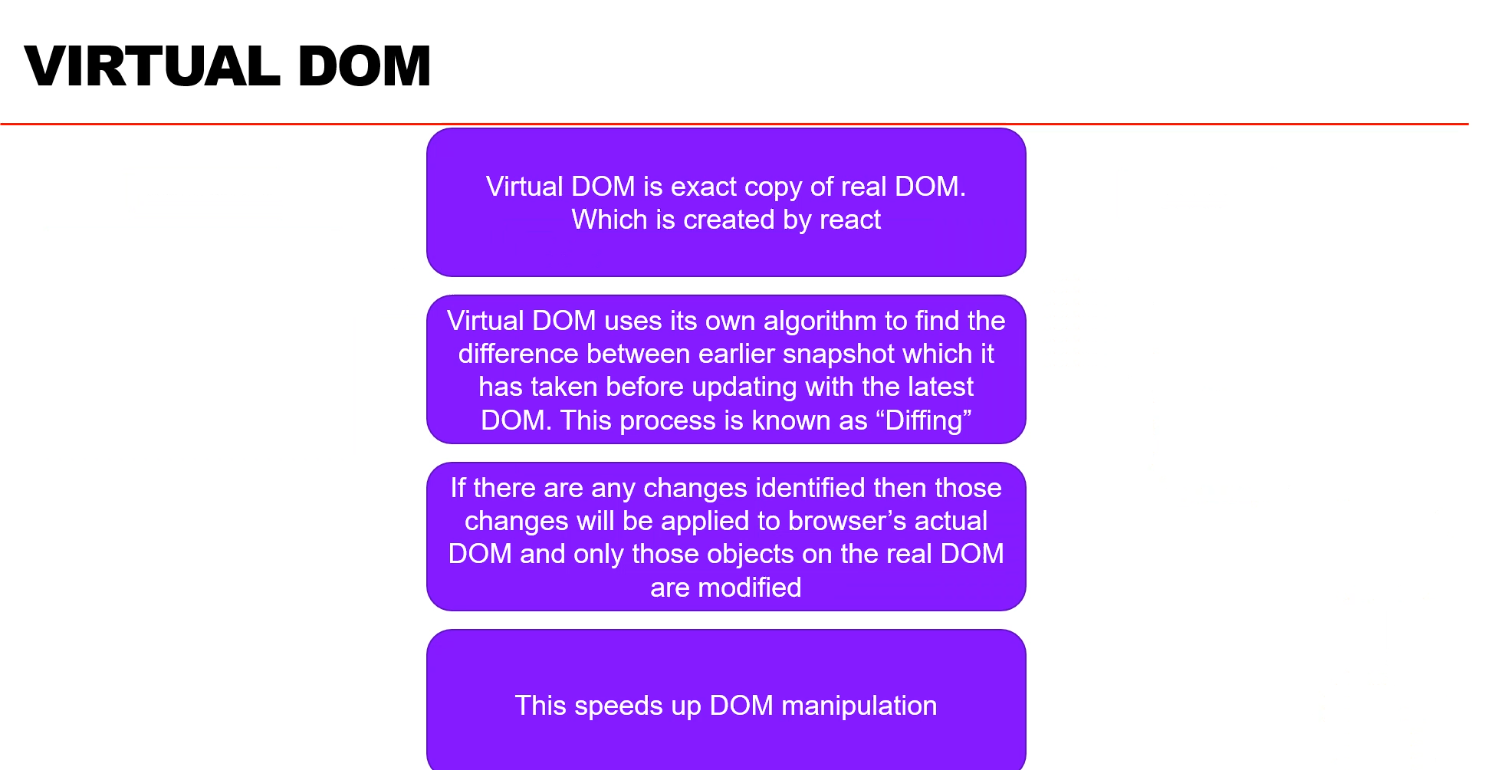 VIRTUAL DOM
Virtual DOM is exact copy of real DOM.
Which is created by react
Virtual DOM uses its own algorithm to find the
difference between earlier snapshot which it
has taken before updating with the latest
DOM. This process is known as “Diffing”
If there are any changes identified then those
changes will be applied to browser’s actual
DOM and only those objects on the real DOM
are modified
This speeds up DOM manipulation